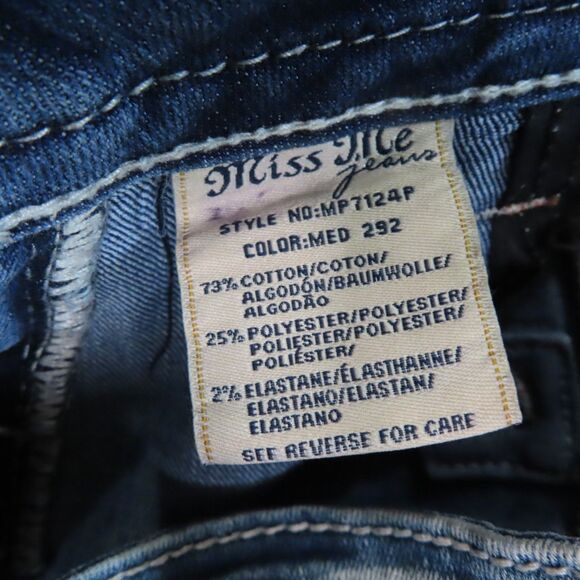 Miss Me
jeans
STYLE NO:MP7124P
COLOR:MED 292
73% COTTON/COTON/
ALGODÓN/BAUMWOLLE/
ALGODÃO
25% POLYESTER/POLYESTER/
POLIESTER/POLYESTER/
POLIÉSTER/
2% ELASTANE/ÉLASTHANNE/
ELASTANO/ELASTAN/
ELASTANO
SEE REVERSE FOR CARE